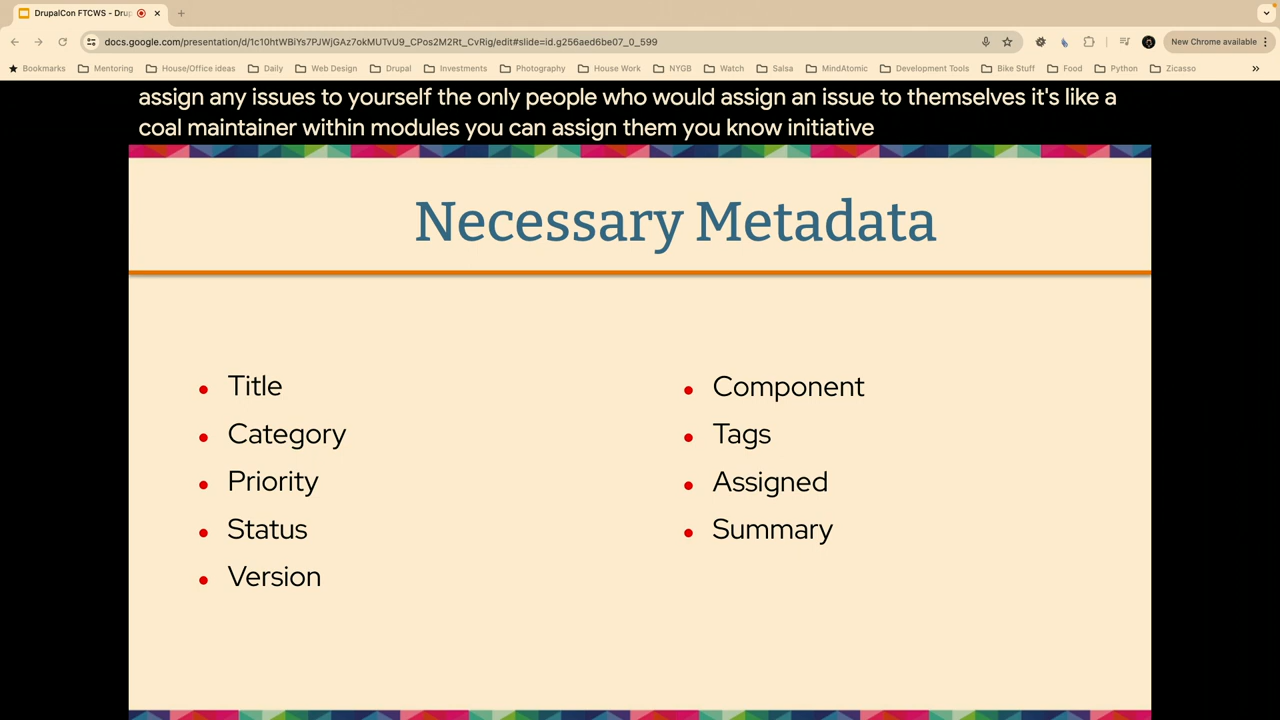 DrupalCon FTCWS - Dru
docs.google.com/presentation/d/1c10htWBiYs7PJWjGAz7okMUTvU9_CPos2M2Rt_CvRig/edit#slide=id.g256aed6be07_0_599
New Chrome available
Bookmarks Mentoring House/Office ideas Daily Web Design Drupal Investments Photography House Work NYGB Watch Salsa MindAtomic Development Tools Bike Stuff Food Python Zicasso
assign any issues to yourself the only people who would assign an issue to themselves it's like a
coal maintainer within modules you can assign them you know initiative
Necessary Metadata
Title
Category
Priority
Status
Version
Component
Tags
Assigned
Summary